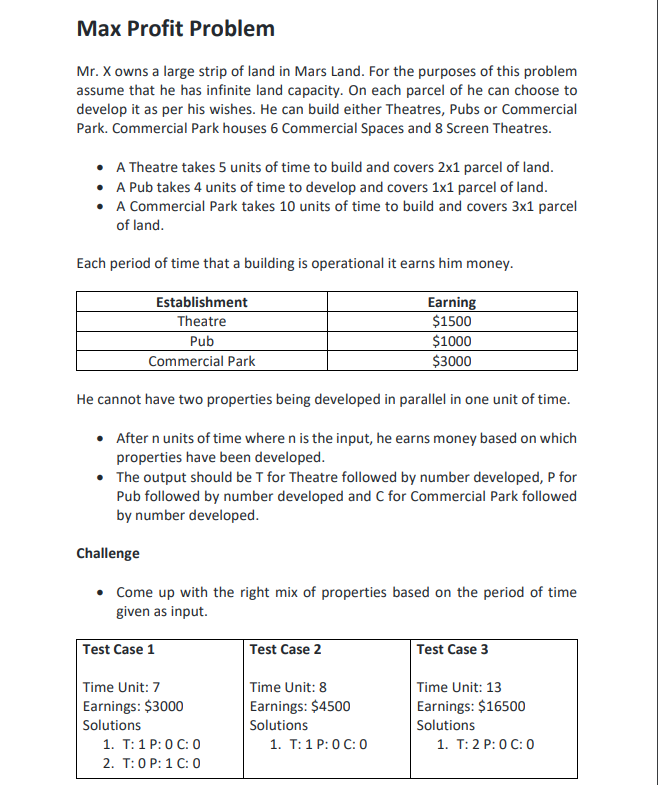 Max Profit Problem
Mr. X owns a large strip of land in Mars Land. For the purposes of this problem
assume that he has infinite land capacity. On each parcel of he can choose to
develop it as per his wishes. He can build either Theatres, Pubs or Commercial
Park. Commercial Park houses 6 Commercial Spaces and 8 Screen Theatres.
• A Theatre takes 5 units of time to build and covers 2x1 parcel of land.
• A Pub takes 4 units of time to develop and covers 1x1 parcel of land.
• A Commercial Park takes 10 units of time to build and covers 3x1 parcel
of land.
Each period of time that a building is operational it earns him money.
Establishment Earning
Theatre $1500
Pub $1000
Commercial Park $3000
He cannot have two properties being developed in parallel in one unit of time.
• After n units of time where n is the input, he earns money based on which
properties have been developed.
• The output should be T for Theatre followed by number developed, P for
Pub followed by number developed and C for Commercial Park followed
by number developed.
Challenge
• Come up with the right mix of properties based on the period of time
given as input.
Test Case 1
Time Unit: 7
Earnings: $3000
Solutions
1. T: 1 P: 0 C: 0
2. T: 0 P: 1 C: 0
Test Case 2
Time Unit: 8
Earnings: $4500
Solutions
1. T: 1 P: 0 C: 0
Test Case 3
Time Unit: 13
Earnings: $16500
Solutions
1. T: 2 P: 0 C: 0